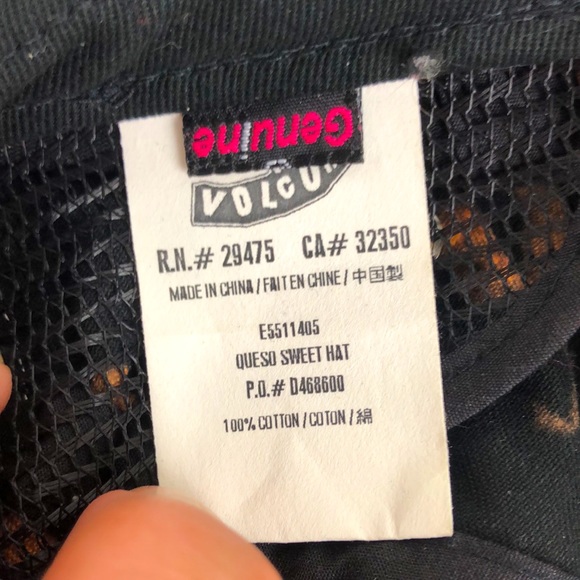 Genuine
VOLCOM
R.N.# 29475 CA# 32350
MADE IN CHINA / FAIT EN CHINE / 中国製
E5511405
QUESO SWEET HAT
P.O.# D468600
100% COTTON / COTON / 綿